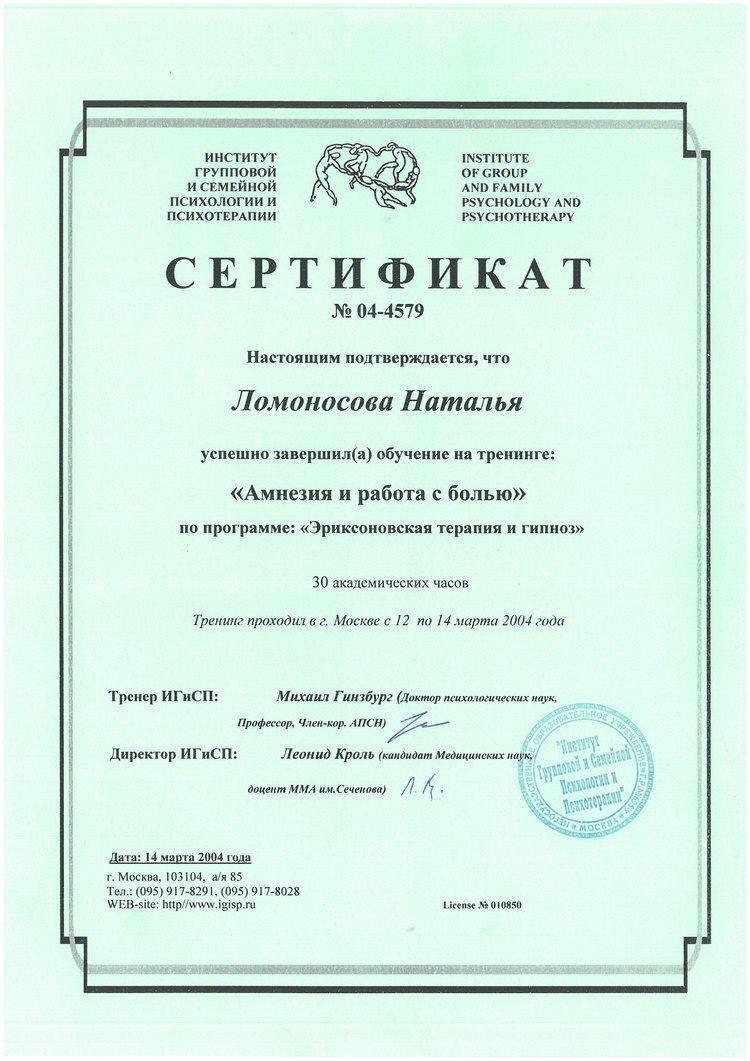 ИНСТИТУТ
ГРУППОВОЙ
И СЕМЕЙНОЙ
ПСИХОЛОГИИ И
ПСИХОТЕРАПИИ
INSTITUTE
OF GROUP
AND FAMILY
PSYCHOLOGY AND
PSYCHOTHERAPY
СЕРТИФИКАТ
№ 04-4579
Настоящим подтверждается, что
Ломоносова Наталья
успешно завершил(а) обучение на тренинге:
«Амнезия и работа с болью»
по программе: «Эриксоновская терапия и гипноз»
30 академических часов
Тренинг проходил в г. Москве с 12 по 14 марта 2004 года
Тренер ИГиСП: Михаил Гинзбург (Доктор психологических наук,
Профессор, Член-кор. АПСН)
Директор ИГиСП: Леонид Кроль (кандидат Медицинских наук,
доцент ММА им.Сеченова)
НЕГОСУДАРСТВЕННОЕ ОБРАЗОВАТЕЛЬНОЕ УЧРЕЖДЕНИЕ
"Институт
Групповой и Семейной
Психологии и
Психотерапии"
МОСКВА
Дата: 14 марта 2004 года
г. Москва, 103104, а/я 85
Тел.: (095) 917-8291, (095) 917-8028
WEB-site: http//www.igisp.ru
License № 010850